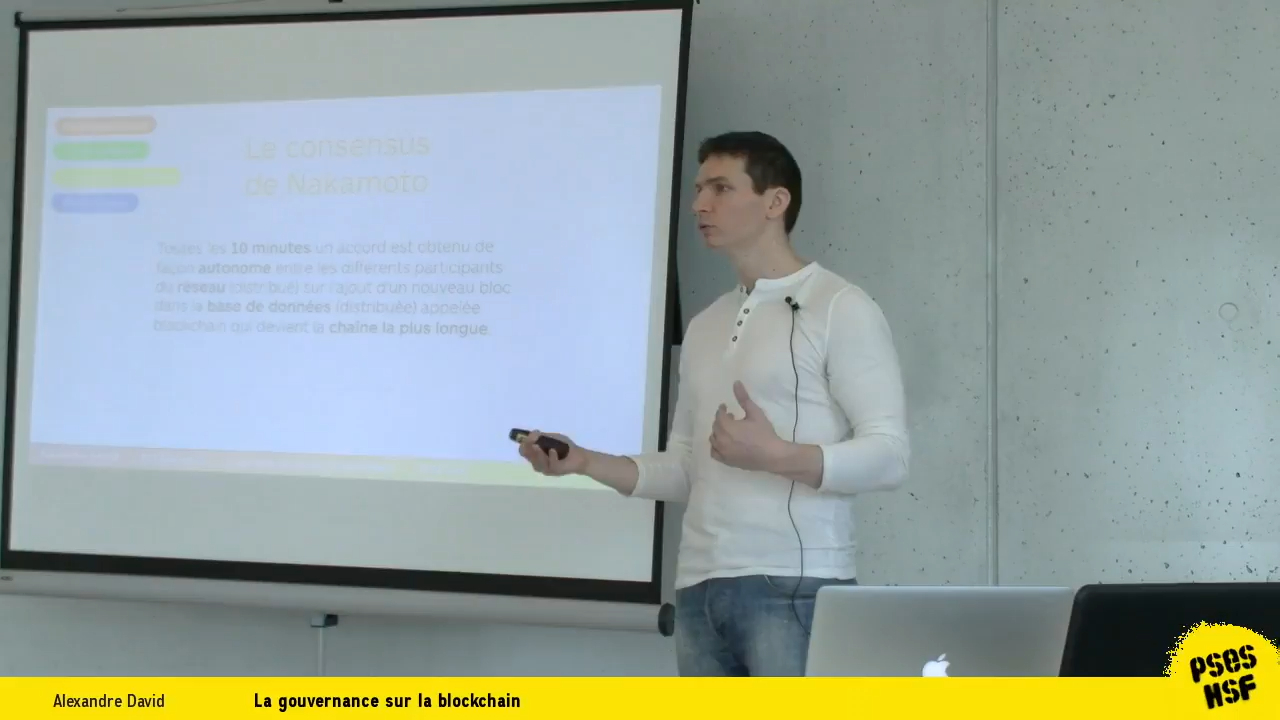 Le consensus
de Nakamoto
Toutes les 10 minutes un accord est obtenu de
façon autonome entre les différents participants
du réseau (distribué) sur l'ajout d'un nouveau bloc
dans la base de données (distribuée) appelée
blockchain qui devient la chaîne la plus longue
PSES
HSF
Alexandre David
La gouvernance sur la blockchain